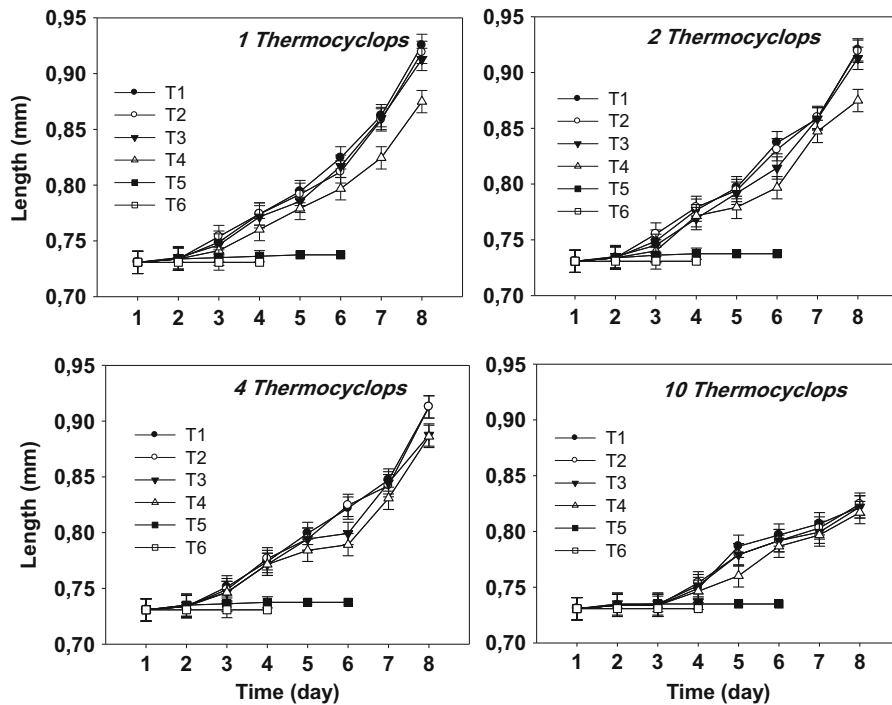 1 Thermocyclops
Length (mm)
0,95
0,90
0,85
0,80
0,75
0,70
T1
T2
T3
T4
T5
T6
1 2 3 4 5 6 7 8
2 Thermocyclops
0,95
0,90
0,85
0,80
0,75
0,70
T1
T2
T3
T4
T5
T6
1 2 3 4 5 6 7 8
4 Thermocyclops
Length (mm)
0,95
0,90
0,85
0,80
0,75
0,70
T1
T2
T3
T4
T5
T6
1 2 3 4 5 6 7 8
Time (day)
10 Thermocyclops
0,95
0,90
0,85
0,80
0,75
0,70
T1
T2
T3
T4
T5
T6
1 2 3 4 5 6 7 8
Time (day)